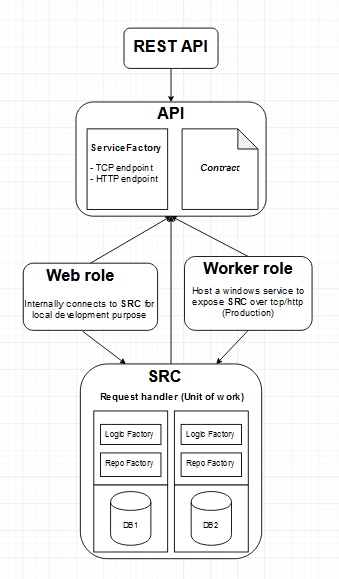 REST API
API
ServiceFactory
- TCP endpoint
- HTTP endpoint
Contract
Web role
Internally connects to SRC for
local development purpose
Worker role
Host a windows service to
expose SRC over tcp/http
(Production)
SRC
Request handler (Unit of work)
Logic Factory
Repo Factory
DB1
Logic Factory
Repo Factory
DB2